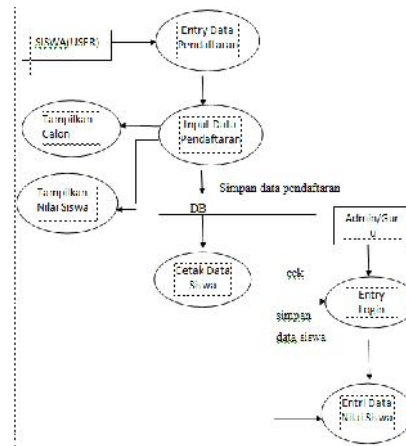 SISWA(USER)
Entry Data
Pendaftaran
Tampilkan
Calon
Input Data
Pendaftaran
Tampilkan
Nilai Siswa
Simpan data pendaftaran
DB
Admin/Gur
u
Cetak Data
Siswa
cek
simpan
data siswa
Entry
Login
Entri Data
Nilai Siswa